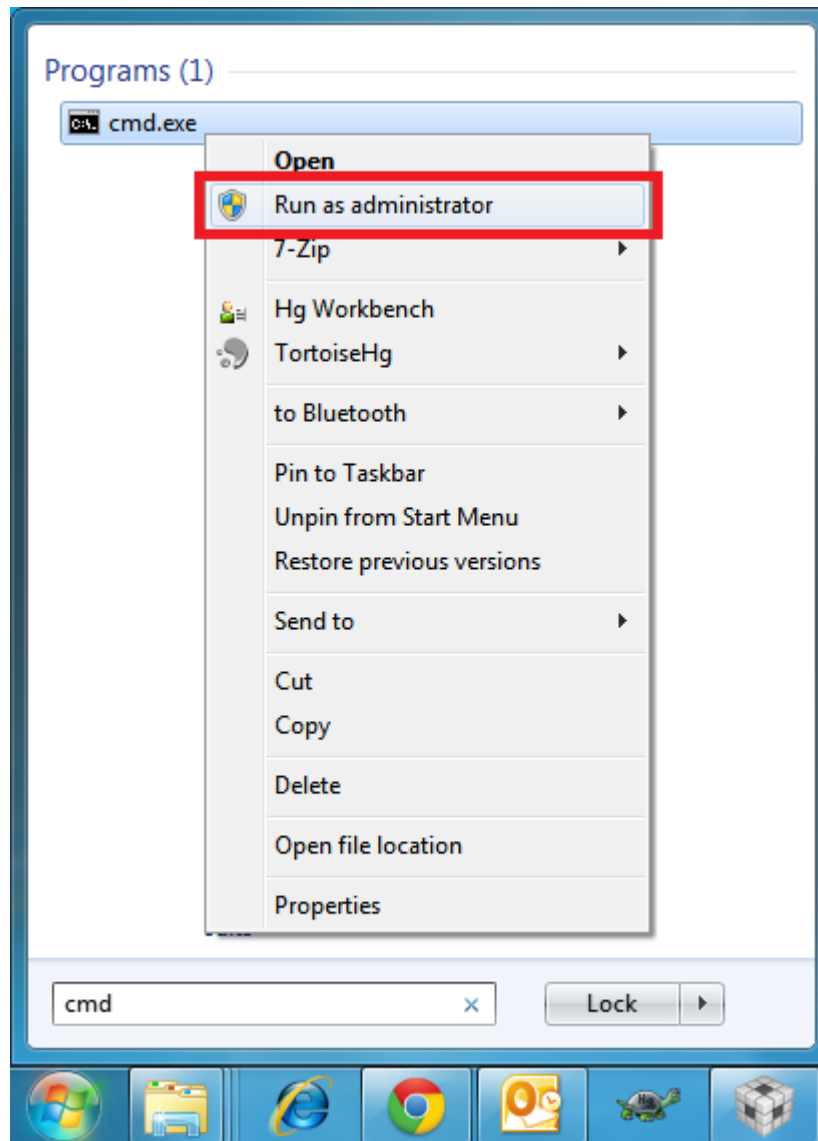 Programs (1)
cmd.exe
Open
Run as administrator
7-Zip
Hg Workbench
TortoiseHg
to Bluetooth
Pin to Taskbar
Unpin from Start Menu
Restore previous versions
Send to
Cut
Copy
Delete
Open file location
Properties
cmd
Lock